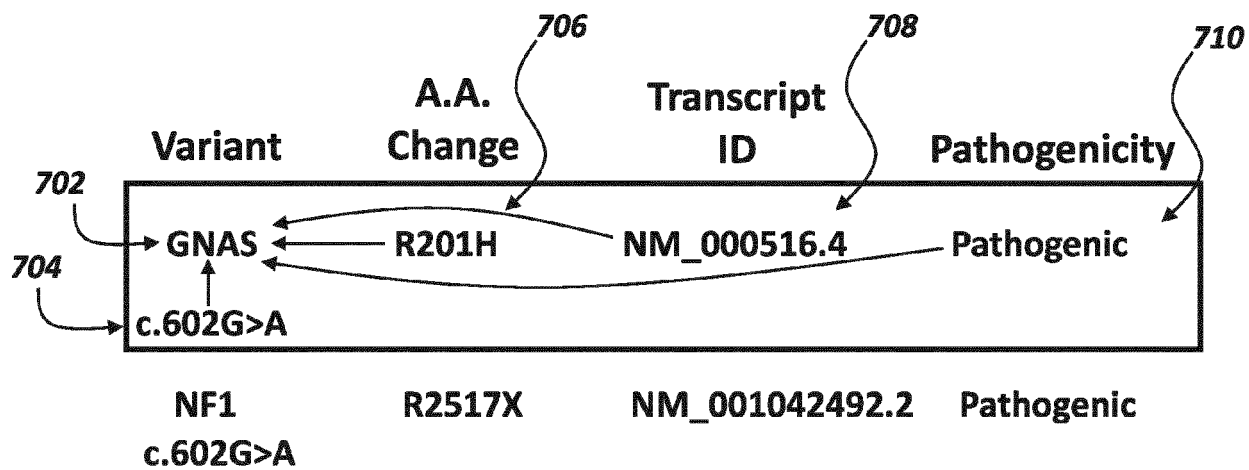 706 708 710
A.A. Transcript
Variant Change ID Pathogenicity
702
GNAS R201H NM_000516.4 Pathogenic
704
c.602G>A
NF1 R2517X NM_001042492.2 Pathogenic
c.602G>A